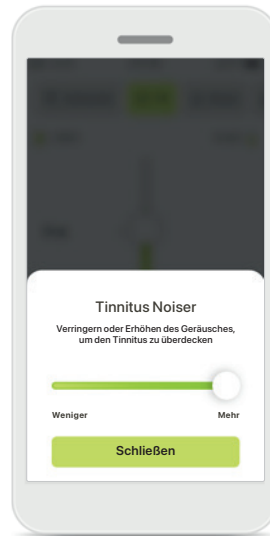 Tinnitus Noiser
Verringern oder Erhöhen des Geräusches,
um den Tinnitus zu überdecken
Weniger
Mehr
Schließen